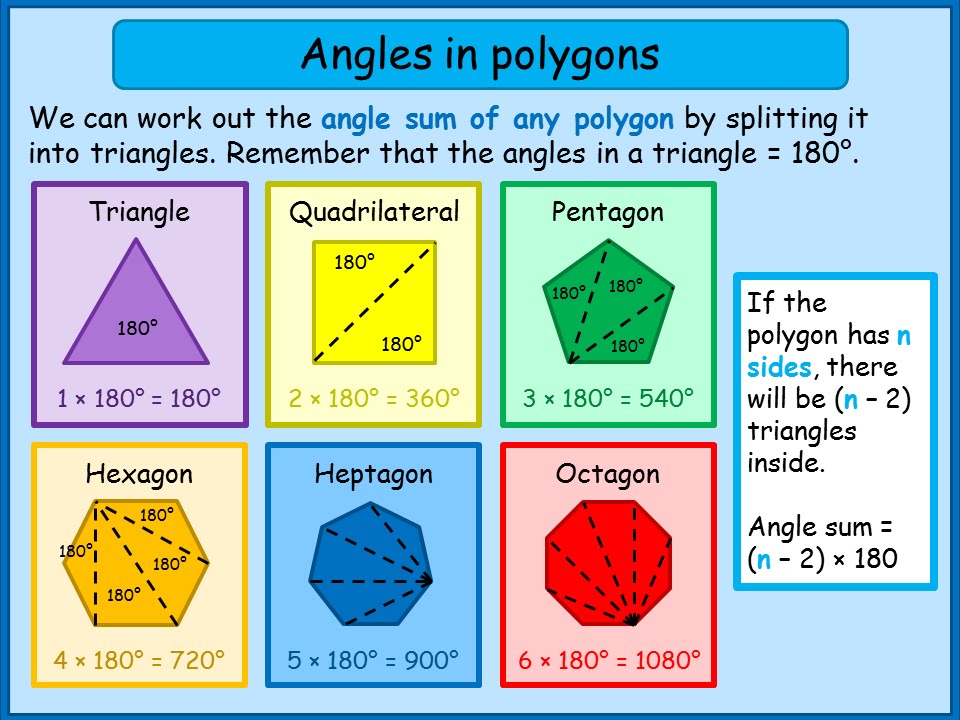 Angles in polygons
We can work out the angle sum of any polygon by splitting it
into triangles. Remember that the angles in a triangle = 180°.
Triangle
180°
1 × 180° = 180°
Quadrilateral
180°
180°
2 × 180° = 360°
Pentagon
180°
180°
180°
3 × 180° = 540°
If the
polygon has n
sides, there
will be (n – 2)
triangles
inside.
Angle sum =
(n – 2) × 180
Hexagon
180°
180°
180°
180°
4 × 180° = 720°
Heptagon
5 × 180° = 900°
Octagon
6 × 180° = 1080°